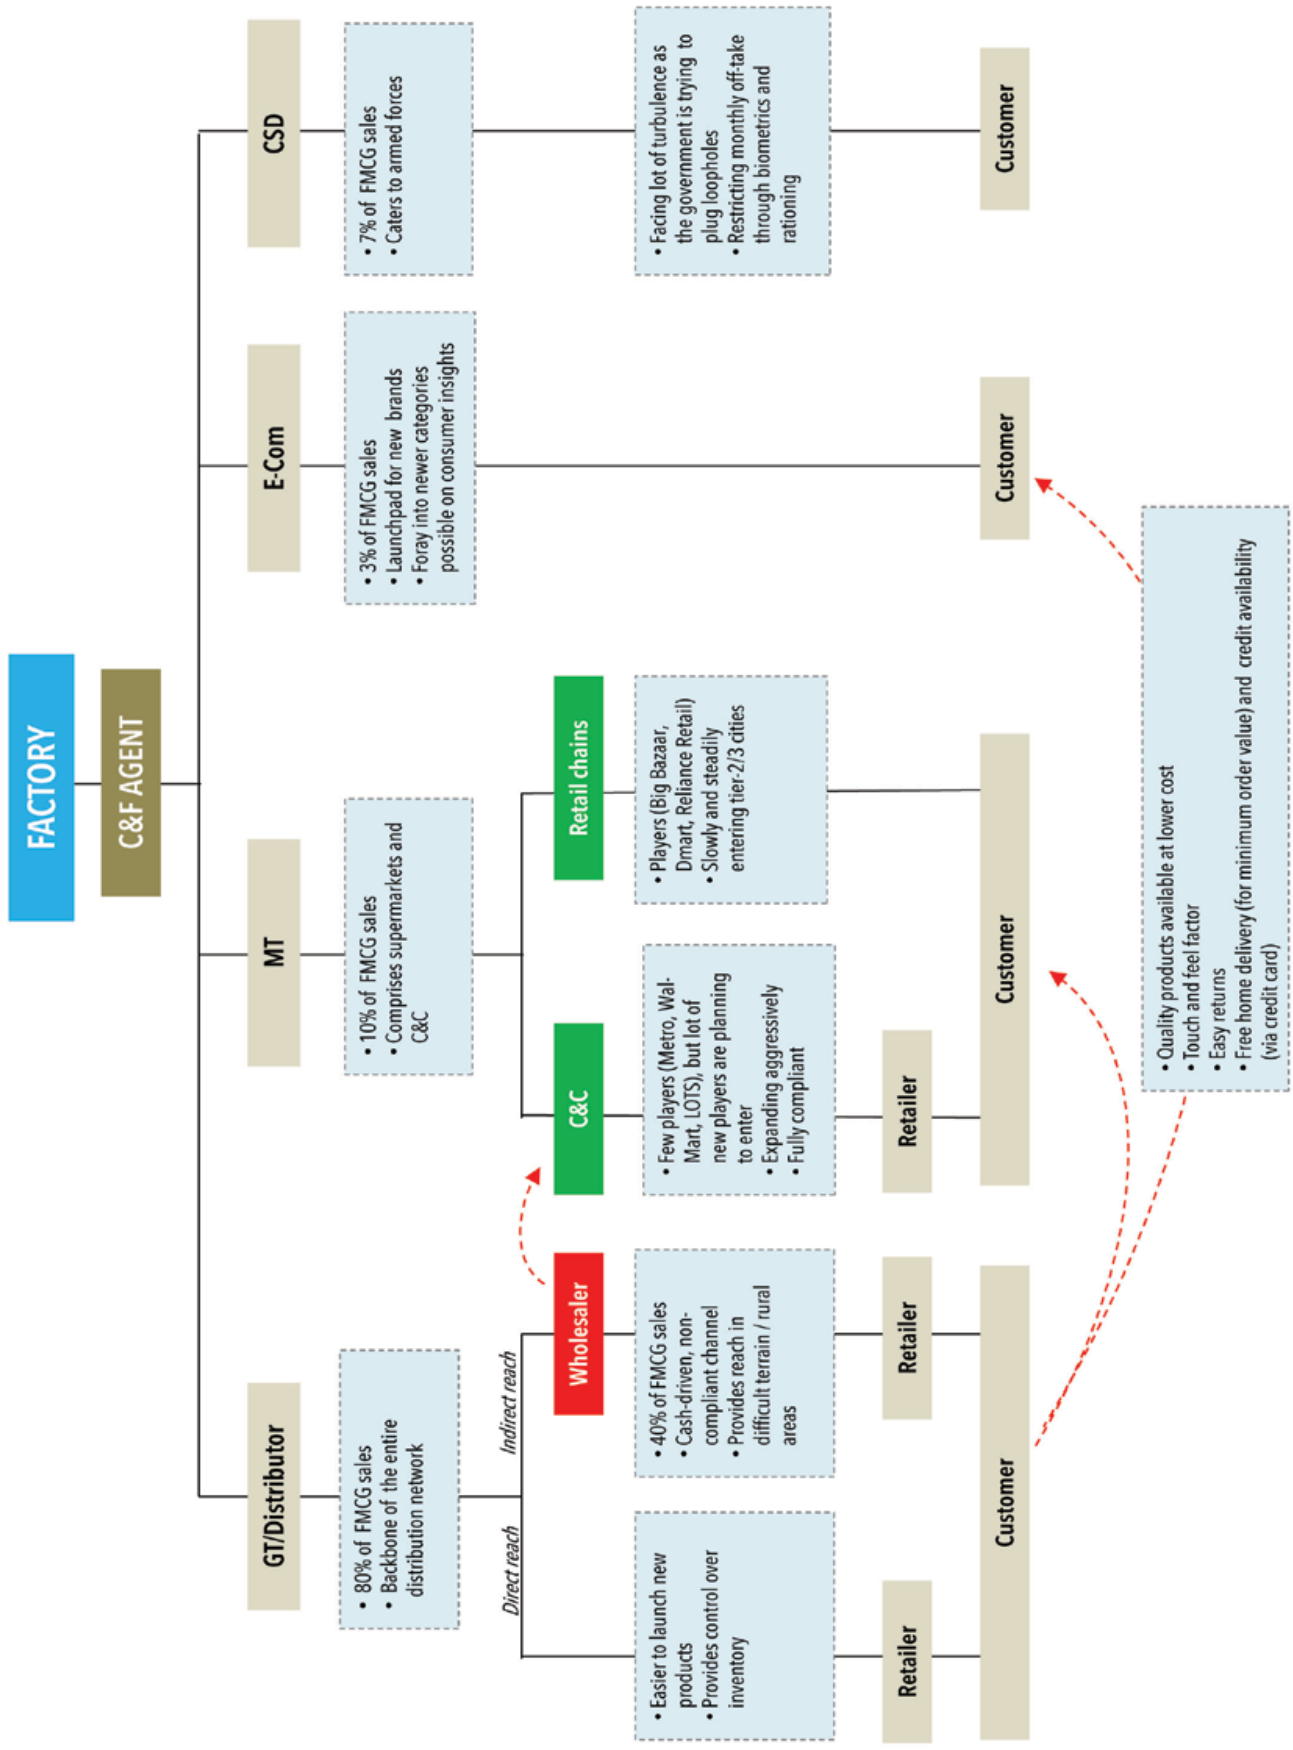 FACTORY
C&F AGENT
GT/Distributor
MT
E-Com
CSD
• 80% of FMCG sales
• Backbone of the entire
distribution network
• 10% of FMCG sales
• Comprises supermarkets and
C&C
• 3% of FMCG sales
• Launchpad for new brands
• Foray into newer categories
possible on consumer insights
• 7% of FMCG sales
• Caters to armed forces
Direct reach
Indirect reach
Wholesaler
C&C
Retail chains
• Easier to launch new
products
• Provides control over
inventory
• 40% of FMCG sales
• Cash-driven, non-
compliant channel
• Provides reach in
difficult terrain / rural
areas
• Few players (Metro, Wal-
Mart, LOTS), but lot of
new players are planning
to enter
• Expanding aggressively
• Fully compliant
• Players (Big Bazaar,
Dmart, Reliance Retail)
• Slowly and steadily
entering tier-2/3 cities
• Facing lot of turbulence as
the government is trying to
plug loopholes
• Restricting monthly off-take
through biometrics and
rationing
Retailer
Retailer
Retailer
Customer
Customer
Customer
Customer
• Quality products available at lower cost
• Touch and feel factor
• Easy returns
• Free home delivery (for minimum order value) and credit availability
(via credit card)